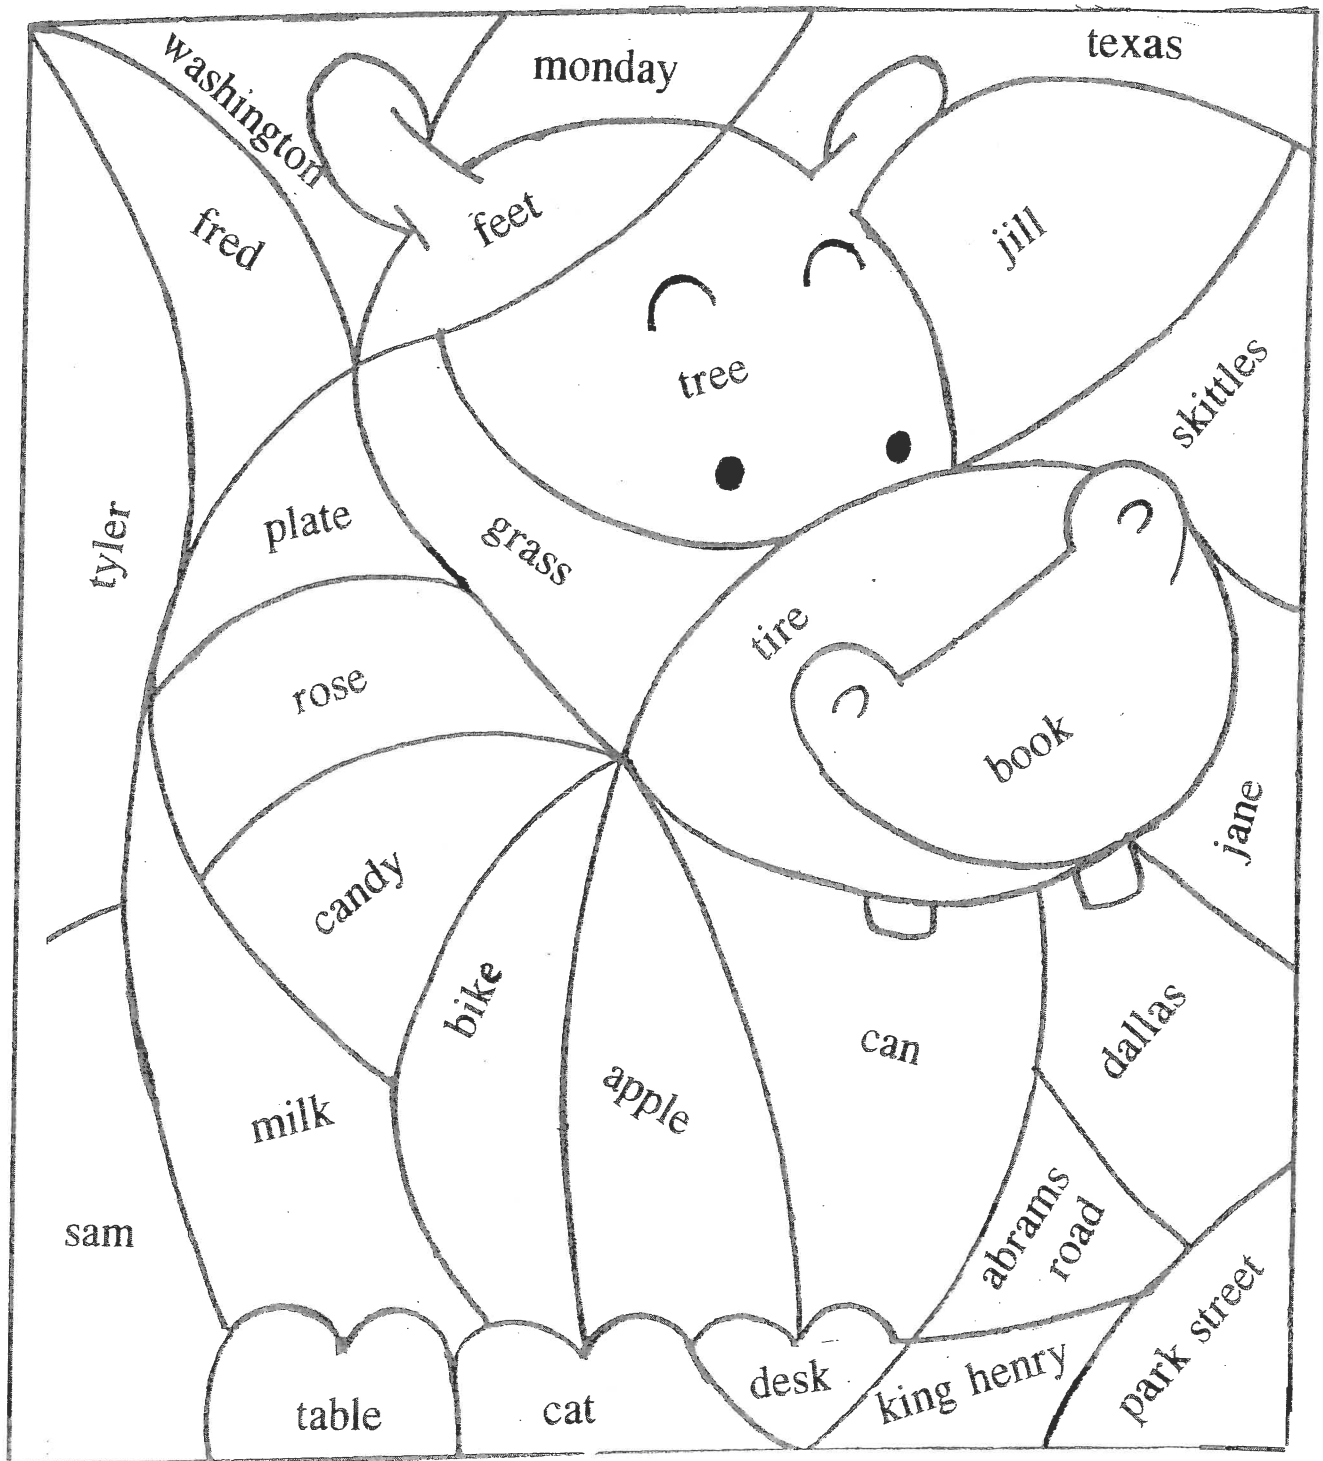 texas
washington
monday
feet
fred
jill
tree
skittles
plate
tyler
grass
tire
rose
book
jane
candy
bike
can
dallas
apple
milk
abrams
road
sam
park street
king henry
desk
table
cat